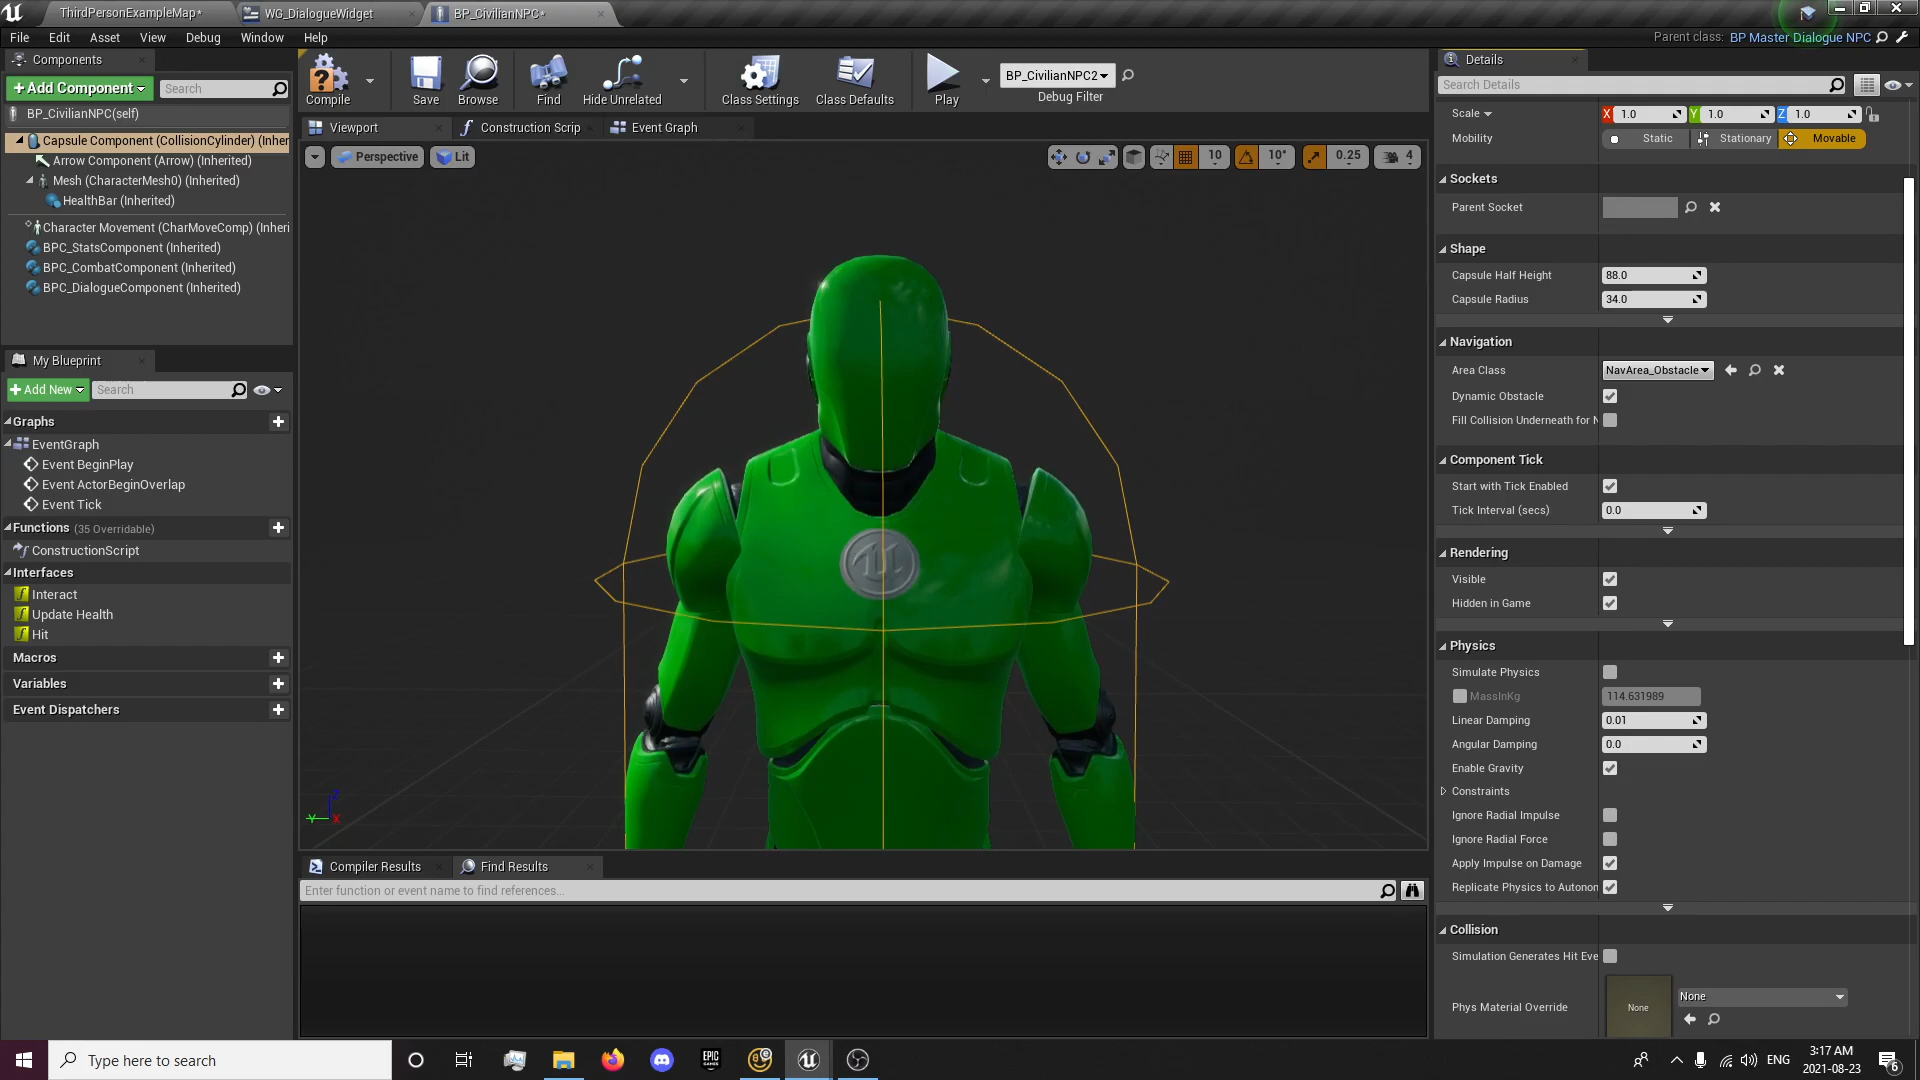 ThirdPersonExampleMap*
WG_DialogueWidget
BP_CivilianNPC*
File Edit Asset View Debug Window Help
Parent class: BP Master Dialogue NPC
Components
+Add Component
Search
BP_CivilianNPC(self)
Capsule Component (CollisionCylinder) (Inher
Arrow Component (Arrow) (Inherited)
Mesh (CharacterMesh0) (Inherited)
HealthBar (Inherited)
Character Movement (CharMoveComp) (Inheri
BPC_StatsComponent (Inherited)
BPC_CombatComponent (Inherited)
BPC_DialogueComponent (Inherited)
My Blueprint
+Add New
Search
Graphs
EventGraph
Event BeginPlay
Event ActorBeginOverlap
Event Tick
Functions (35 Overridable)
ConstructionScript
Interfaces
Interact
Update Health
Hit
Macros
Variables
Event Dispatchers
Compile
Save
Browse
Find
Hide Unrelated
Class Settings
Class Defaults
Play
BP_CivilianNPC2
Debug Filter
Viewport
Construction Scrip
Event Graph
Perspective
Lit
10
10°
0.25
4
Y
Z
X
Compiler Results
Find Results
Enter function or event name to find references...
Details
Search Details
Scale X 1.0 Y 1.0 Z 1.0
Mobility Static Stationary Movable
Sockets
Parent Socket
Shape
Capsule Half Height 88.0
Capsule Radius 34.0
Navigation
Area Class NavArea_Obstacle
Dynamic Obstacle
Fill Collision Underneath for N
Component Tick
Start with Tick Enabled
Tick Interval (secs) 0.0
Rendering
Visible
Hidden in Game
Physics
Simulate Physics
MassInKg 114.631989
Linear Damping 0.01
Angular Damping 0.0
Enable Gravity
Constraints
Ignore Radial Impulse
Ignore Radial Force
Apply Impulse on Damage
Replicate Physics to Autonon
Collision
Simulation Generates Hit Eve
Phys Material Override None None
Type here to search
EPIC GAMES
ENG
3:17 AM
2021-08-23
6